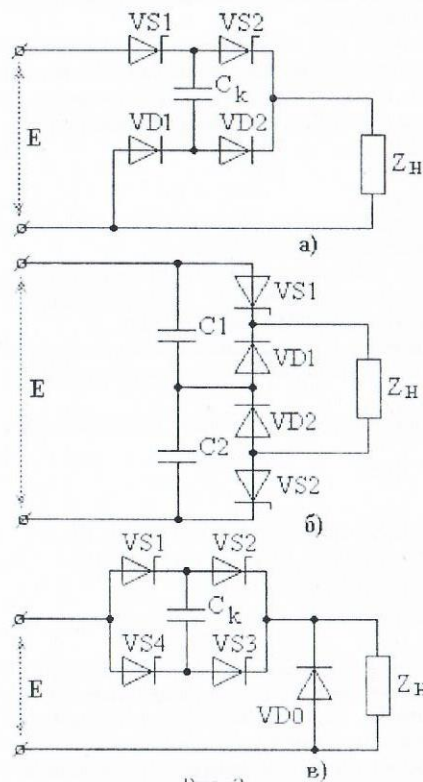 VS1 VS2
C k
E
VD1 VD2
Z H
а)
VS1
C1
VD1
E
Z H
VD2
C2
VS2
б)
VS1 VS2
C k
VS4 VS3
E
VD0
Z H
в)